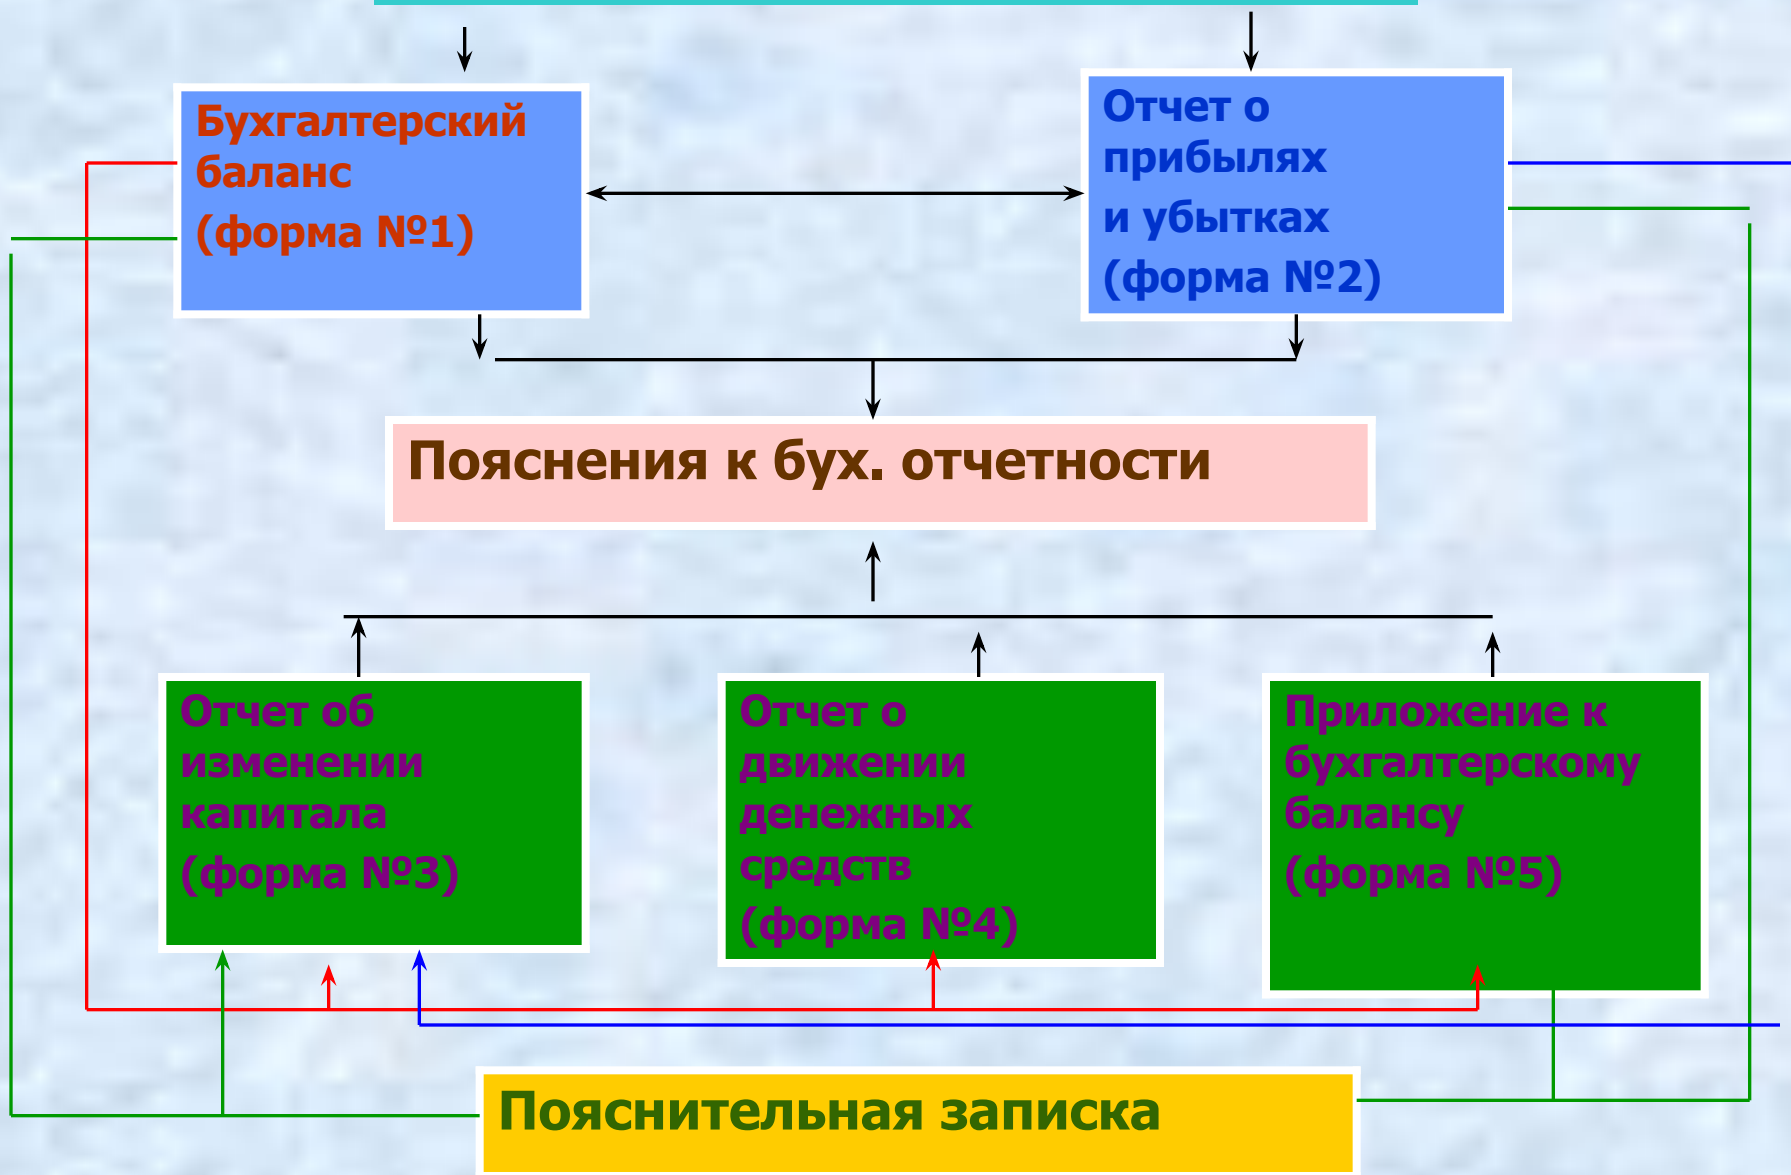 Бухгалтерский
баланс
(форма №1)
Отчет о
прибылях
и убытках
(форма №2)
Пояснения к бух. отчетности
Отчет об
изменении
капитала
(форма №3)
Отчет о
движении
денежных
средств
(форма №4)
Приложение к
бухгалтерскому
балансу
(форма №5)
Пояснительная записка